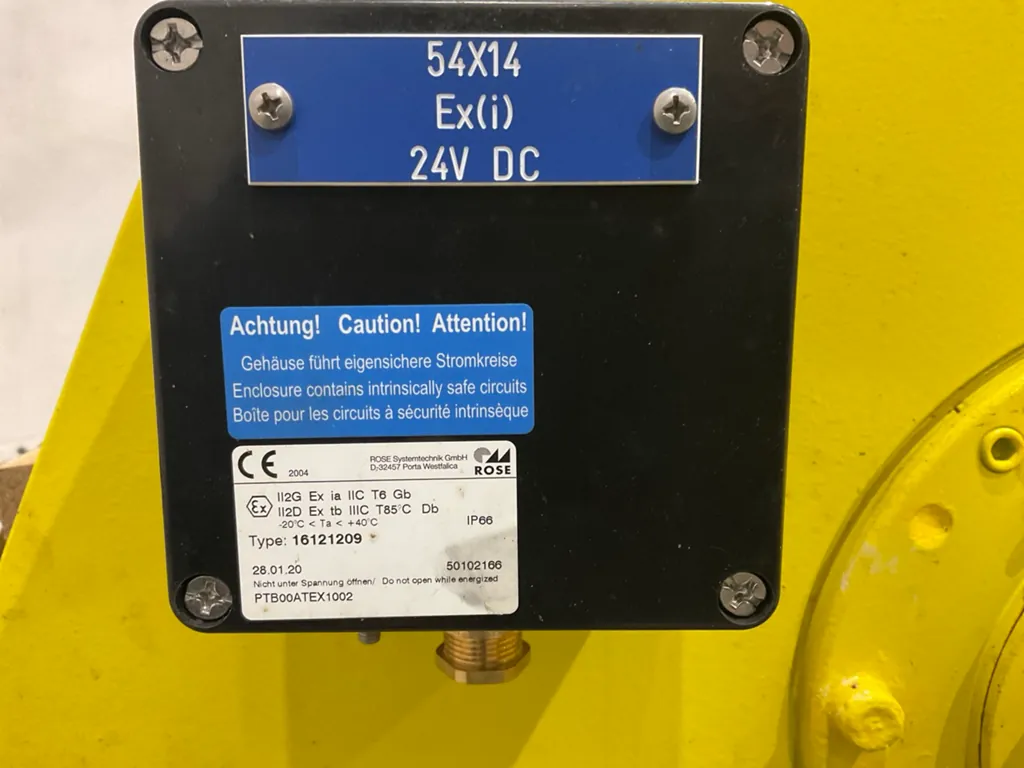 54X14
Ex(i)
24V DC
Achtung! Caution! Attention!
Gehäuse führt eigensichere Stromkreise
Enclosure contains intrinsically safe circuits
Boîte pour les circuits à sécurité intrinsèque
CE 2004
ROSE Systemtechnik GmbH
D-32457 Porta Westfalica
ROSE
Ex
II2G Ex ia IIC T6 Gb
II2D Ex tb IIIC T85°C Db
-20°C < Ta < +40°C
IP66
Type: 16121209
28.01.20 50102166
Nicht unter Spannung öffnen/ Do not open while energized
PTB00ATEX1002